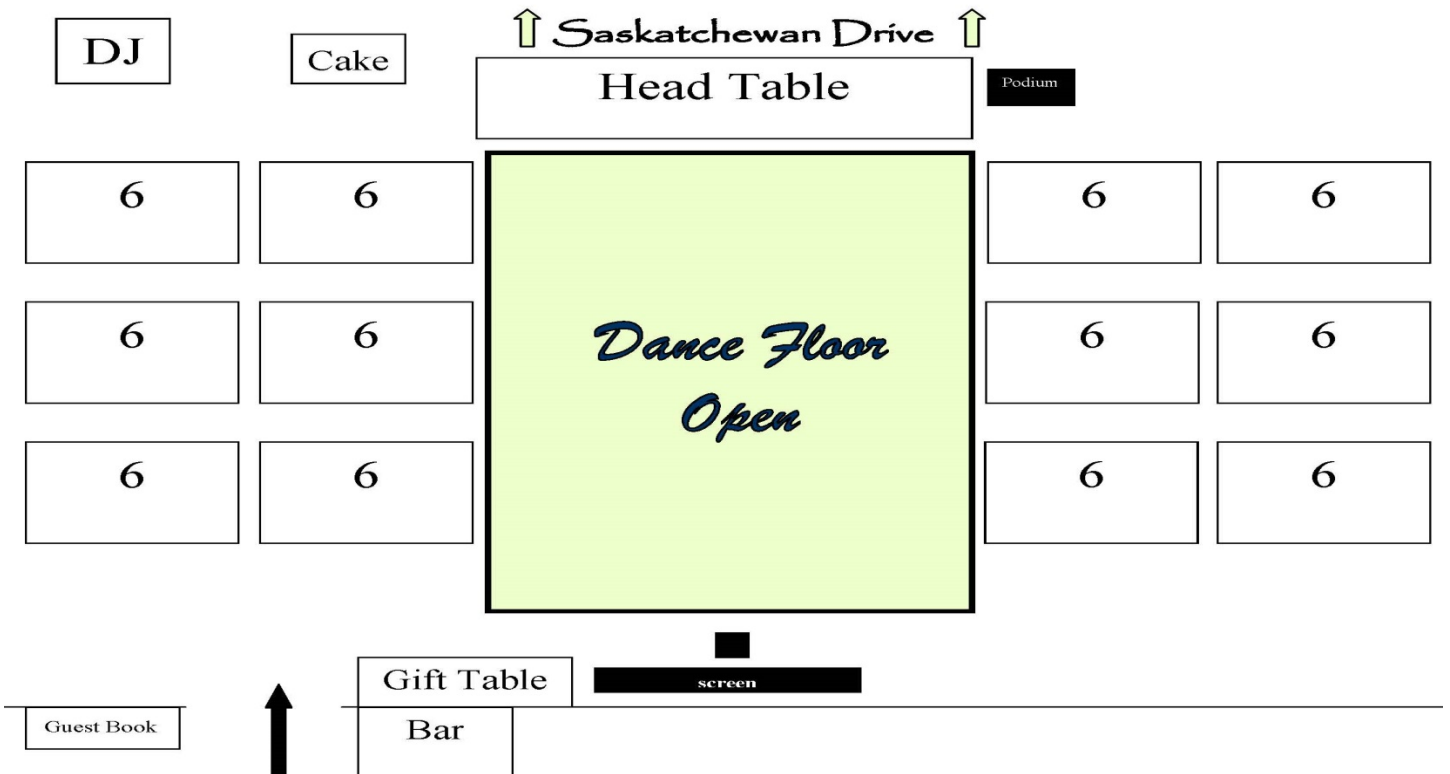 Saskatchewan Drive
DJ
Cake
Head Table
Podium
6 6 6 6
Dance Floor
6 6 6 6
Open
6 6 6 6
Gift Table
screen
Guest Book
Bar